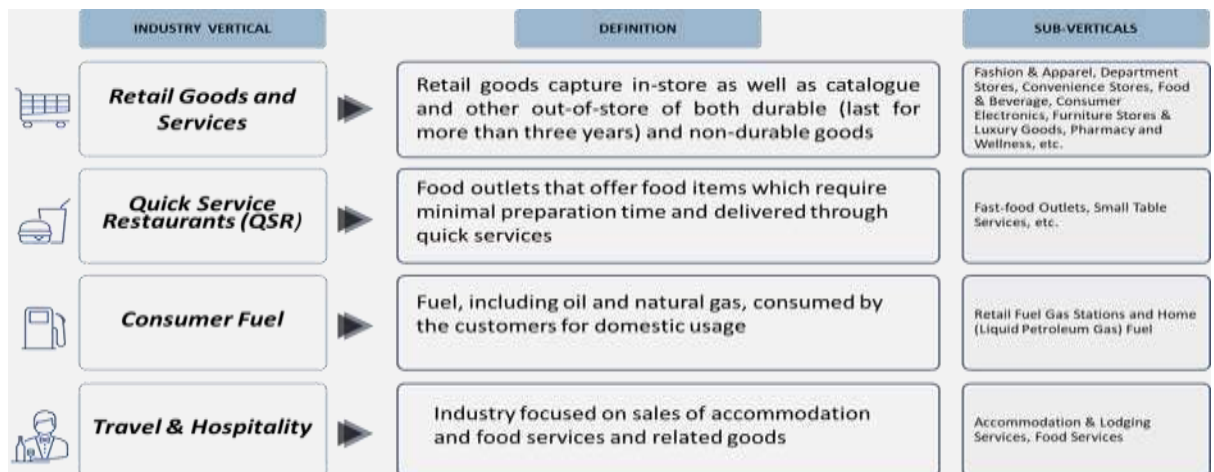 INDUSTRY VERTICAL
DEFINITION
SUB-VERTICALS
Retail Goods and
Services
Retail goods capture in-store as well as catalogue
and other out-of-store of both durable (last for
more than three years) and non-durable goods
Fashion & Apparel, Department
Stores, Convenience Stores, Food
& Beverage, Consumer
Electronics, Furniture Stores &
Luxury Goods, Pharmacy and
Wellness, etc.
Quick Service
Restaurants (QSR)
Food outlets that offer food items which require
minimal preparation time and delivered through
quick services
Fast-food Outlets, Small Table
Services, etc.
Consumer Fuel
Fuel, including oil and natural gas, consumed by
the customers for domestic usage
Retail Fuel Gas Stations and Home
(Liquid Petroleum Gas) Fuel
Travel & Hospitality
Industry focused on sales of accommodation
and food services and related goods
Accommodation & Lodging
Services, Food Services